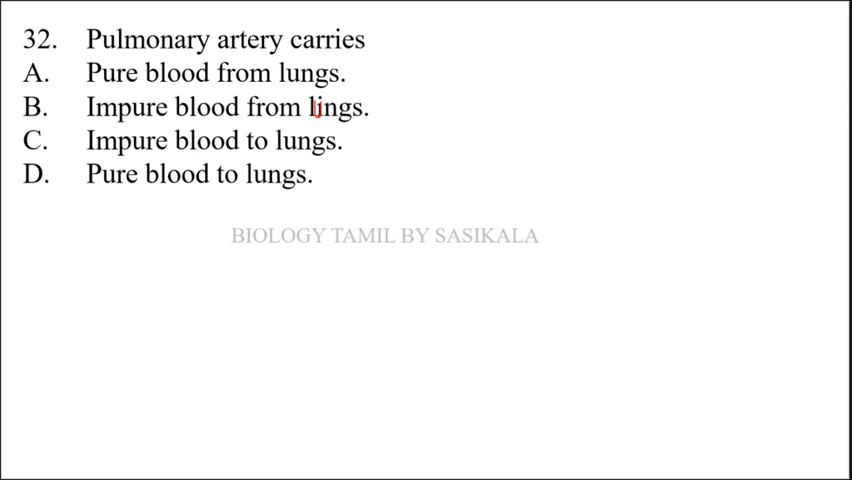 32. Pulmonary artery carries
A. Pure blood from lungs.
B. Impure blood from lings.
C. Impure blood to lungs.
D. Pure blood to lungs.
BIOLOGY TAMIL BY SASIKALA